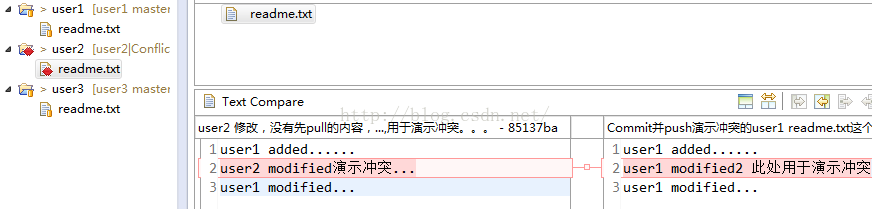 > user1 [user1 master
readme.txt
> user2 [user2|Conflic
readme.txt
> user3 [user3 master
readme.txt
readme.txt
Text Compare
http://blog.csdn.net/
user2 修改，没有先pull的内容，...,用于演示冲突。。。 - 85137ba
1 user1 added......
2 user2 modified演示冲突...
3 user1 modified...
Commit并push演示冲突的user1 readme.txt这个
1 user1 added......
2 user1 modified2 此处用于演示冲突
3 user1 modified...